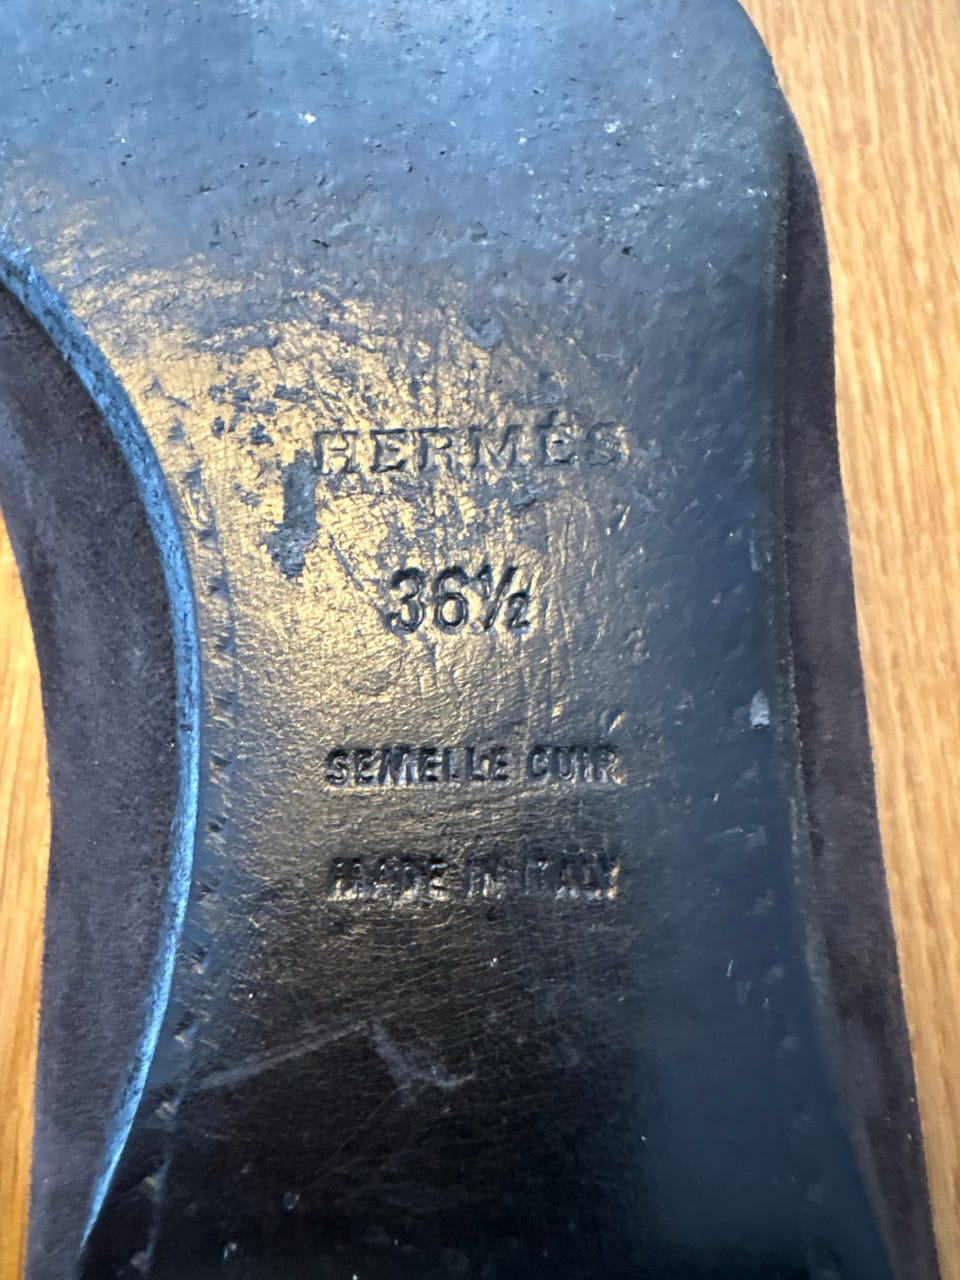 HERMÈS
36½
SEMELLE CUIR
MADE IN ITALY